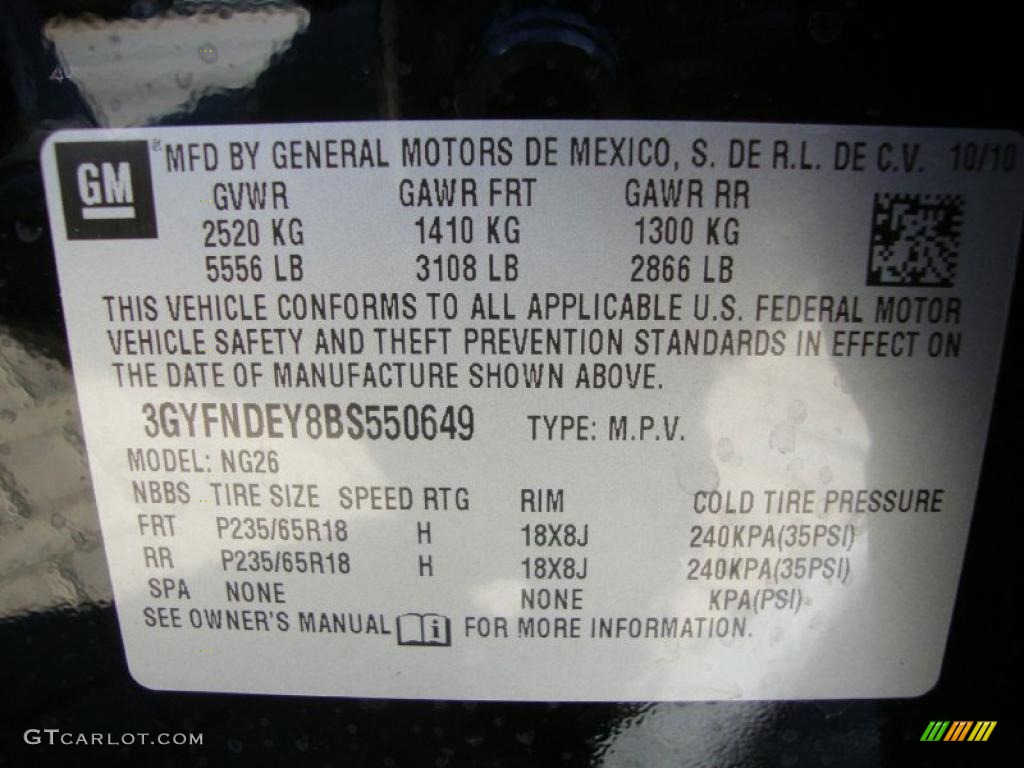 GM ® MFD BY GENERAL MOTORS DE MEXICO, S. DE R.L. DE C.V. 10/10
GVWR GAWR FRT GAWR RR
2520 KG 1410 KG 1300 KG
5556 LB 3108 LB 2866 LB
THIS VEHICLE CONFORMS TO ALL APPLICABLE U.S. FEDERAL MOTOR
VEHICLE SAFETY AND THEFT PREVENTION STANDARDS IN EFFECT ON
THE DATE OF MANUFACTURE SHOWN ABOVE.
3GYFNDEY8BS550649 TYPE: M.P.V.
MODEL: NG26
NBBS TIRE SIZE SPEED RTG RIM COLD TIRE PRESSURE
FRT P235/65R18 H 18X8J 240KPA(35PSI)
RR P235/65R18 H 18X8J 240KPA(35PSI)
SPA NONE NONE KPA(PSI)
SEE OWNER'S MANUAL i FOR MORE INFORMATION.
GTCARLOT.COM